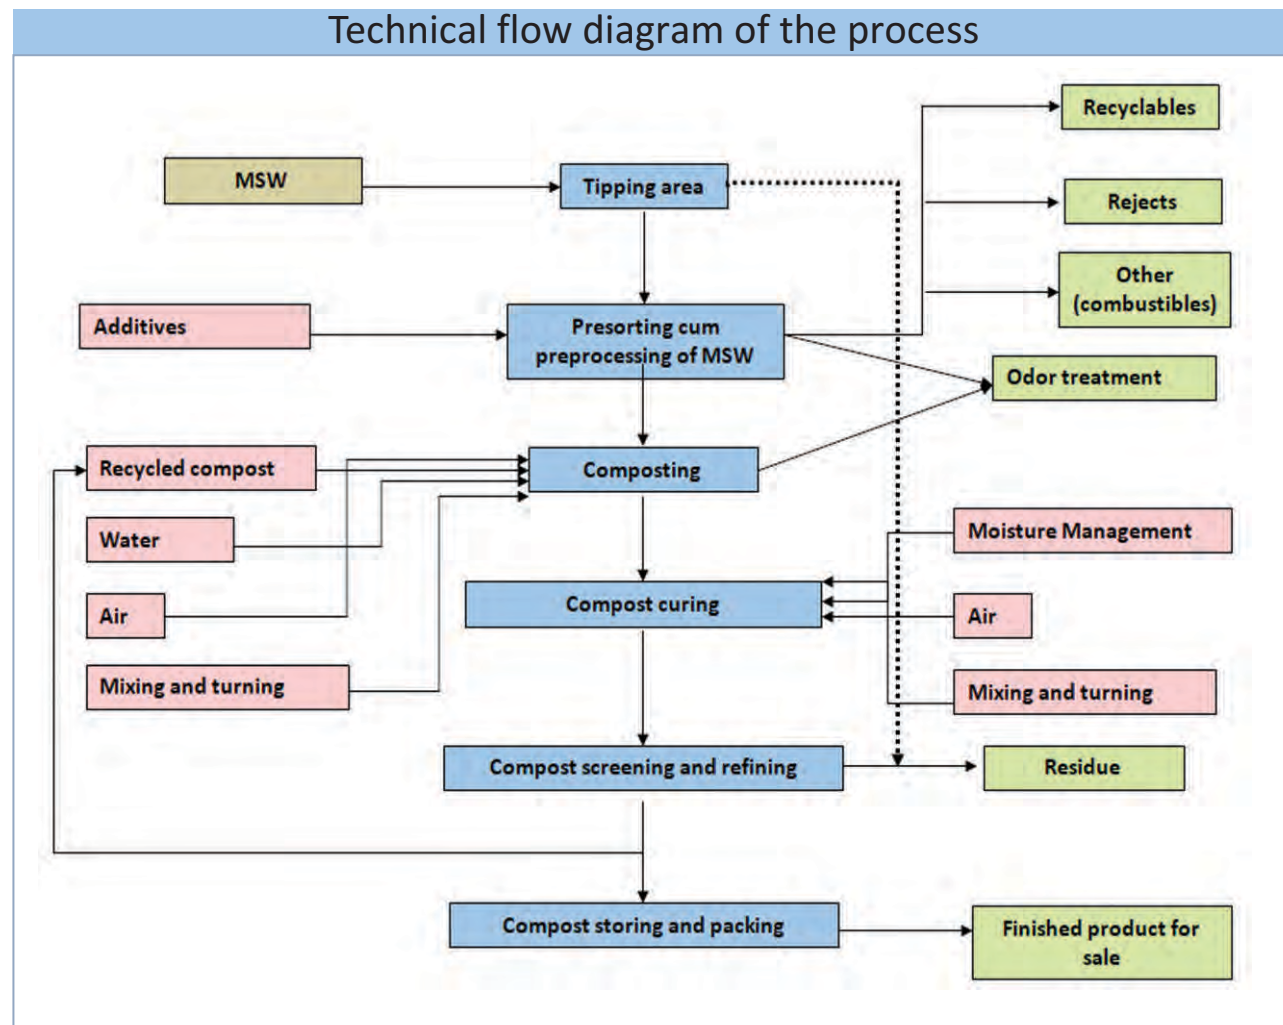 Technical flow diagram of the process
Recyclables
MSW
Tipping area
Rejects
Other
(combustibles)
Additives
Presorting cum
preprocessing of MSW
Odor treatment
Recycled compost
Composting
Water
Moisture Management
Air
Compost curing
Air
Mixing and turning
Mixing and turning
Compost screening and refining
Residue
Compost storing and packing
Finished product for
sale